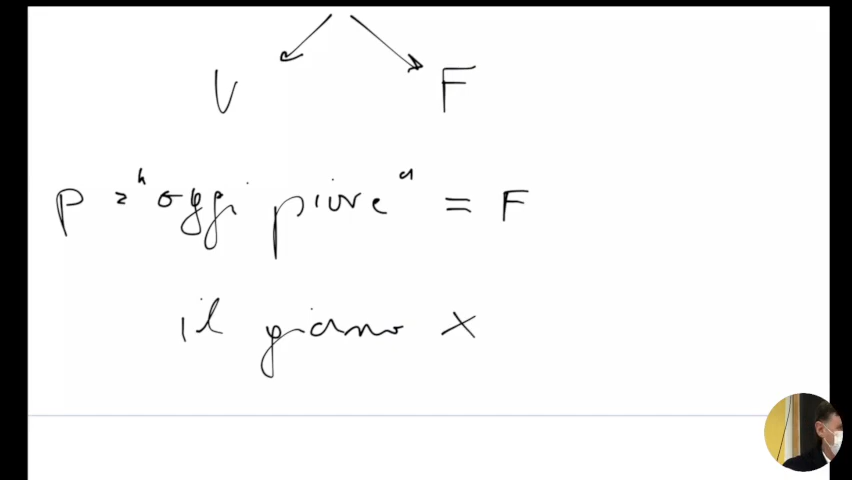 V F
p = "oggi piove" = F
il giorno x